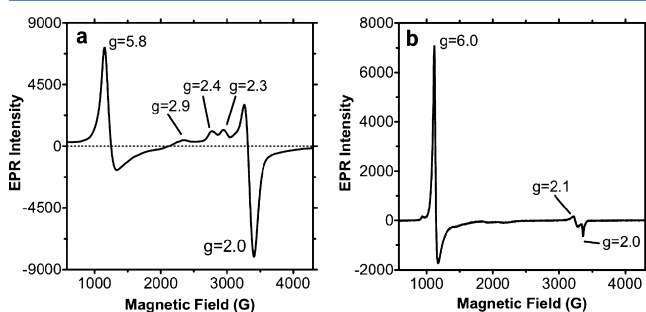 a
g=5.8
g=2.9
g=2.4
g=2.3
g=2.0
9000
4500
0
-4500
-9000
EPR Intensity
1000
2000
3000
4000
Magnetic Field (G)
b
g=6.0
g=2.1
g=2.0
8000
6000
4000
2000
0
-2000
EPR Intensity
1000
2000
3000
4000
Magnetic Field (G)